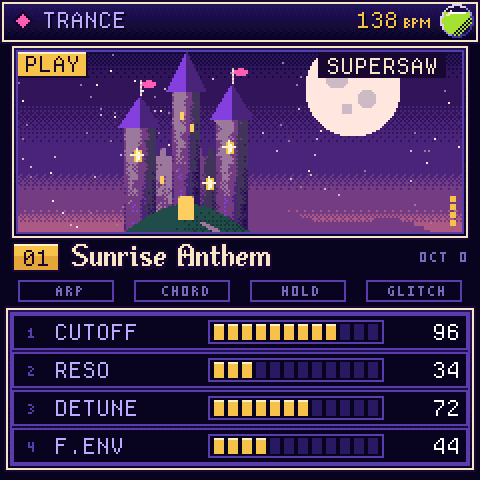 TRANCE 138 BPM
PLAY SUPERSAW
01 Sunrise Anthem OCT 0
ARP CHORD HOLD GLITCH
1 CUTOFF 96
2 RESO 34
3 DETUNE 72
4 F.ENV 44